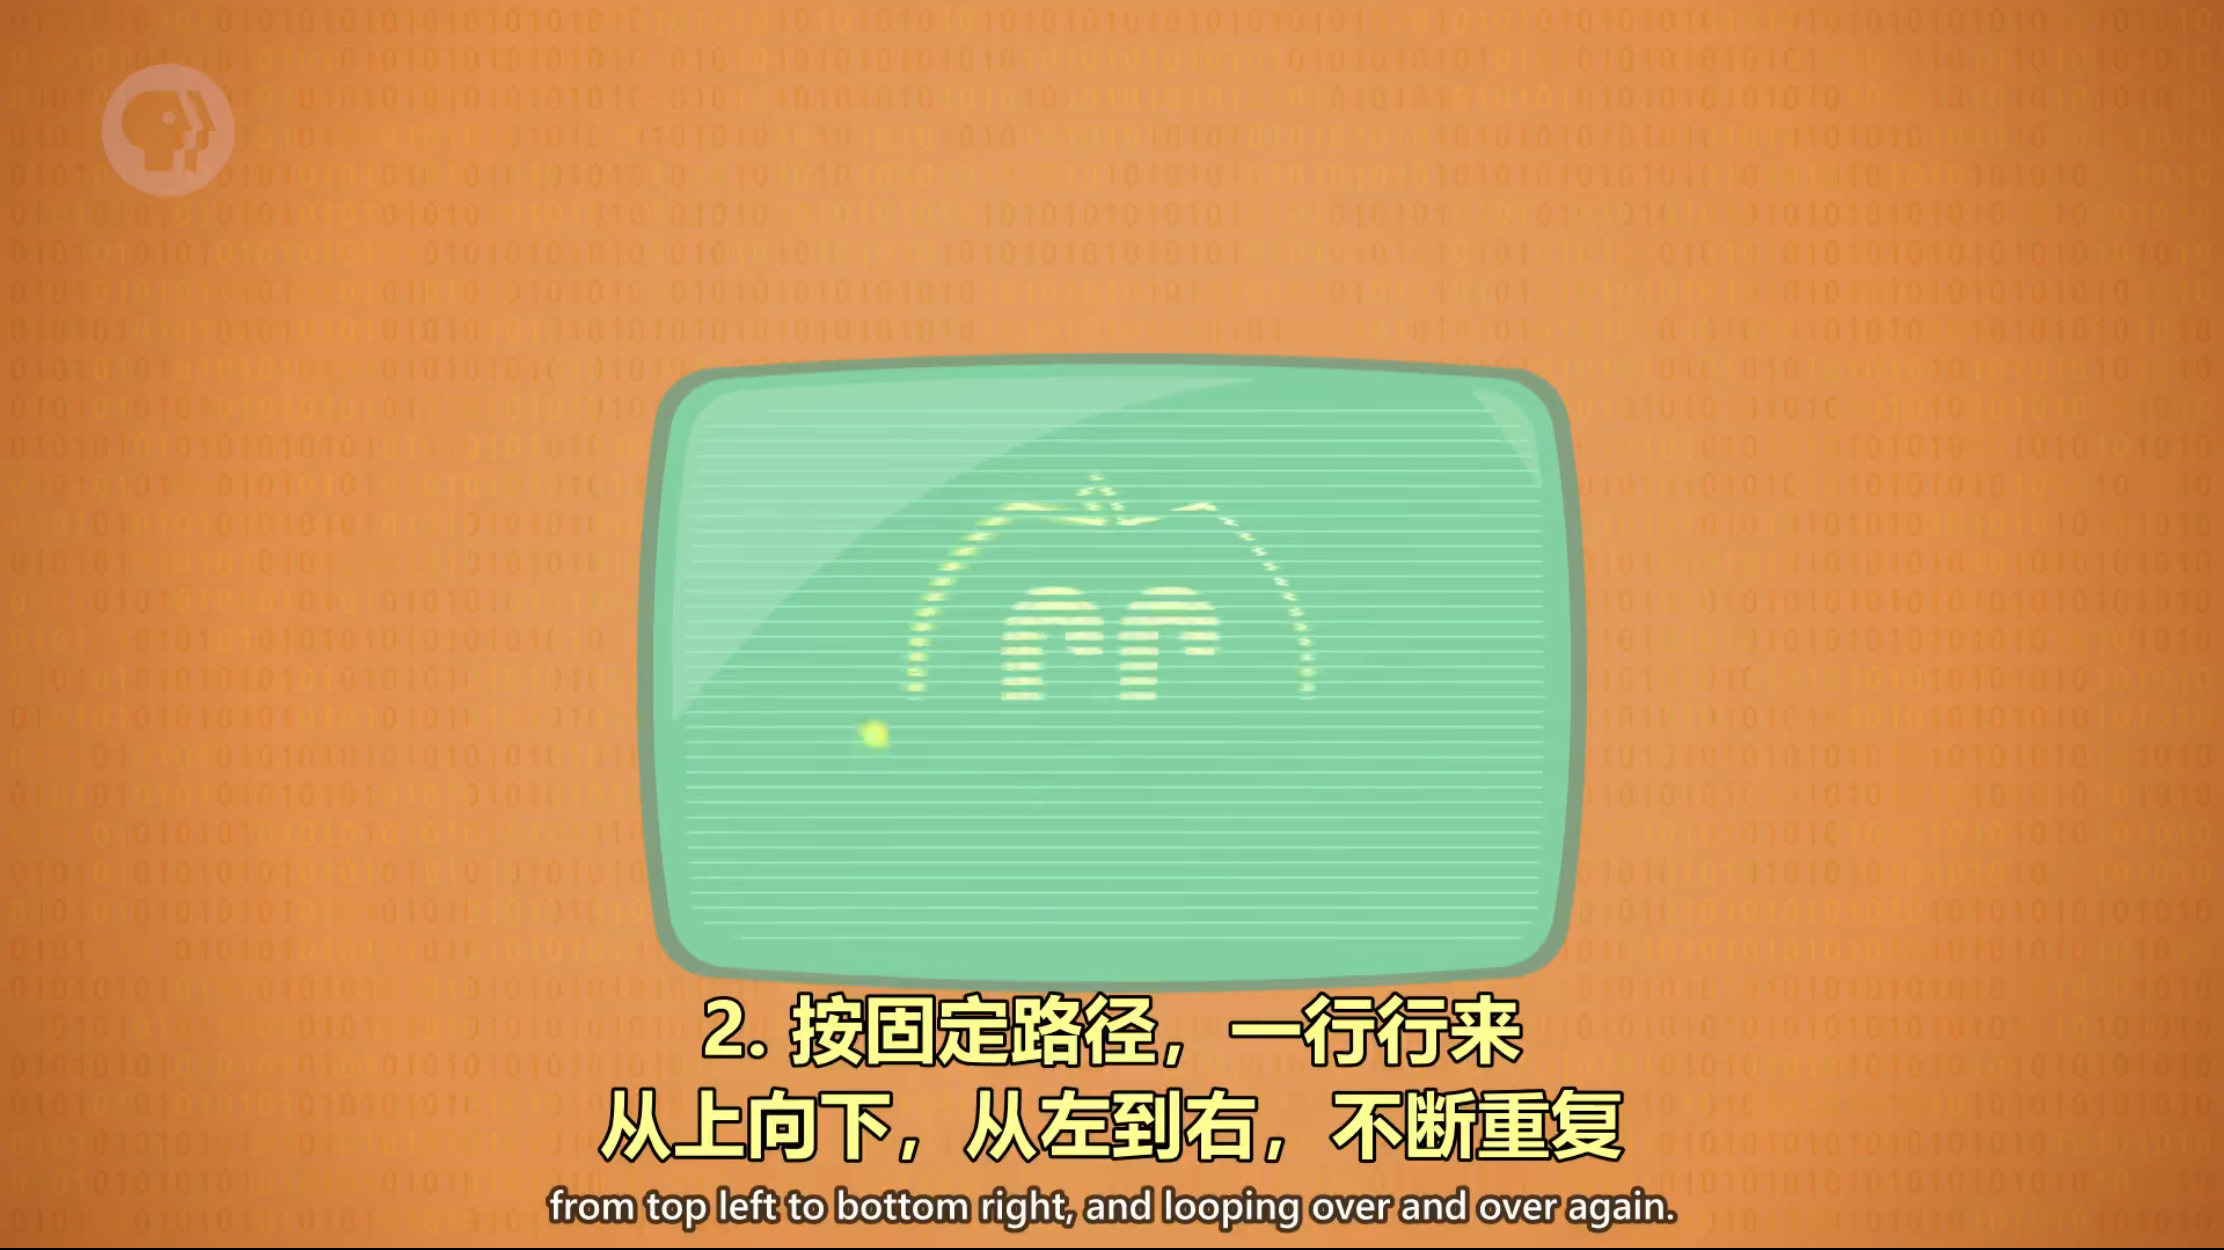 2. 按固定路径，一行行来
从上向下，从左到右，不断重复
from top left to bottom right, and looping over and over again.